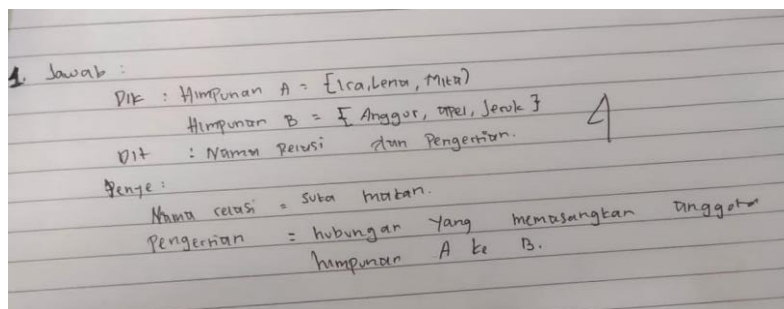 1. Jawab :
Dik : Himpunan A = {Ica, Lena, Mita)
Himpunan B = { Anggur, apel, Jeruk }
4
Dit : Nama Relasi dan Pengertian.
Penye :
Nama relasi = suka makan.
Pengertian = hubungan yang memasangkan anggota
himpunan A ke B.